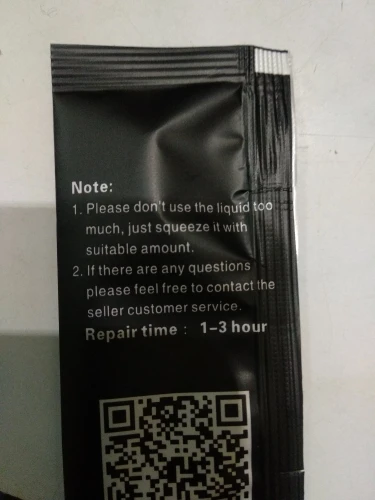 Note:
1. Please don't use the liquid too
much, just squeeze it with
suitable amount.
2. If there are any questions
please feel free to contact the
seller customer service.
Repair time : 1-3 hour